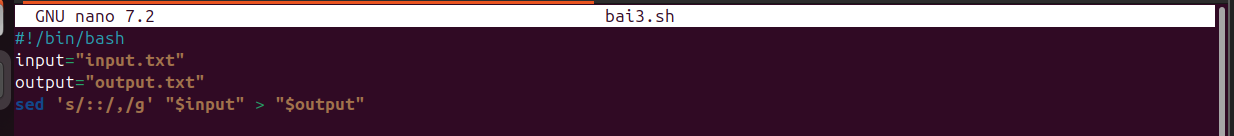 GNU nano 7.2 bai3.sh
#!/bin/bash
input="input.txt"
output="output.txt"
sed 's/::/,/g' "$input" > "$output"